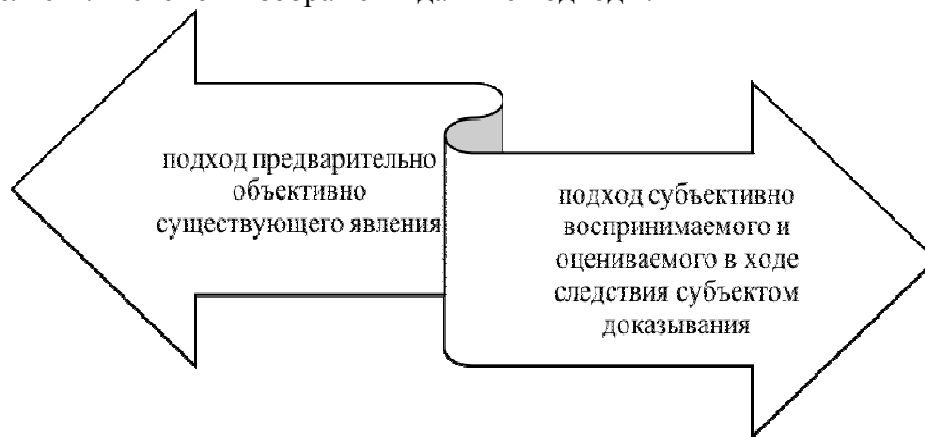 подход предварительно
объективно
существующего явления
подход субъективно
воспринимаемого и
оцениваемого в ходе
следствия субъектом
доказывания